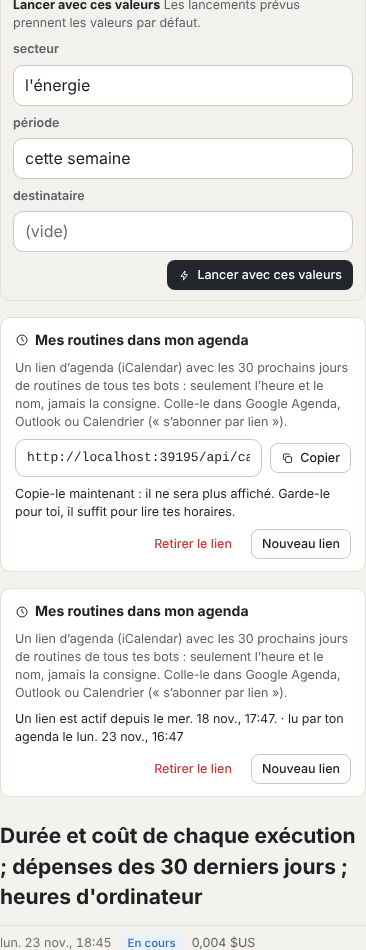 Lancer avec ces valeurs Les lancements prévus
prennent les valeurs par défaut.
secteur
l'énergie
période
cette semaine
destinataire
(vide)
Lancer avec ces valeurs
Mes routines dans mon agenda
Un lien d’agenda (iCalendar) avec les 30 prochains jours
de routines de tous tes bots : seulement l’heure et le
nom, jamais la consigne. Colle-le dans Google Agenda,
Outlook ou Calendrier (« s’abonner par lien »).
http://localhost:39195/api/ca
Copier
Copie-le maintenant : il ne sera plus affiché. Garde-le
pour toi, il suffit pour lire tes horaires.
Retirer le lien
Nouveau lien
Mes routines dans mon agenda
Un lien d’agenda (iCalendar) avec les 30 prochains jours
de routines de tous tes bots : seulement l’heure et le
nom, jamais la consigne. Colle-le dans Google Agenda,
Outlook ou Calendrier (« s’abonner par lien »).
Un lien est actif depuis le mer. 18 nov., 17:47. · lu par ton
agenda le lun. 23 nov., 16:47
Retirer le lien
Nouveau lien
Durée et coût de chaque exécution
; dépenses des 30 derniers jours ;
heures d'ordinateur
lun. 23 nov., 18:45 En cours 0,004 $US